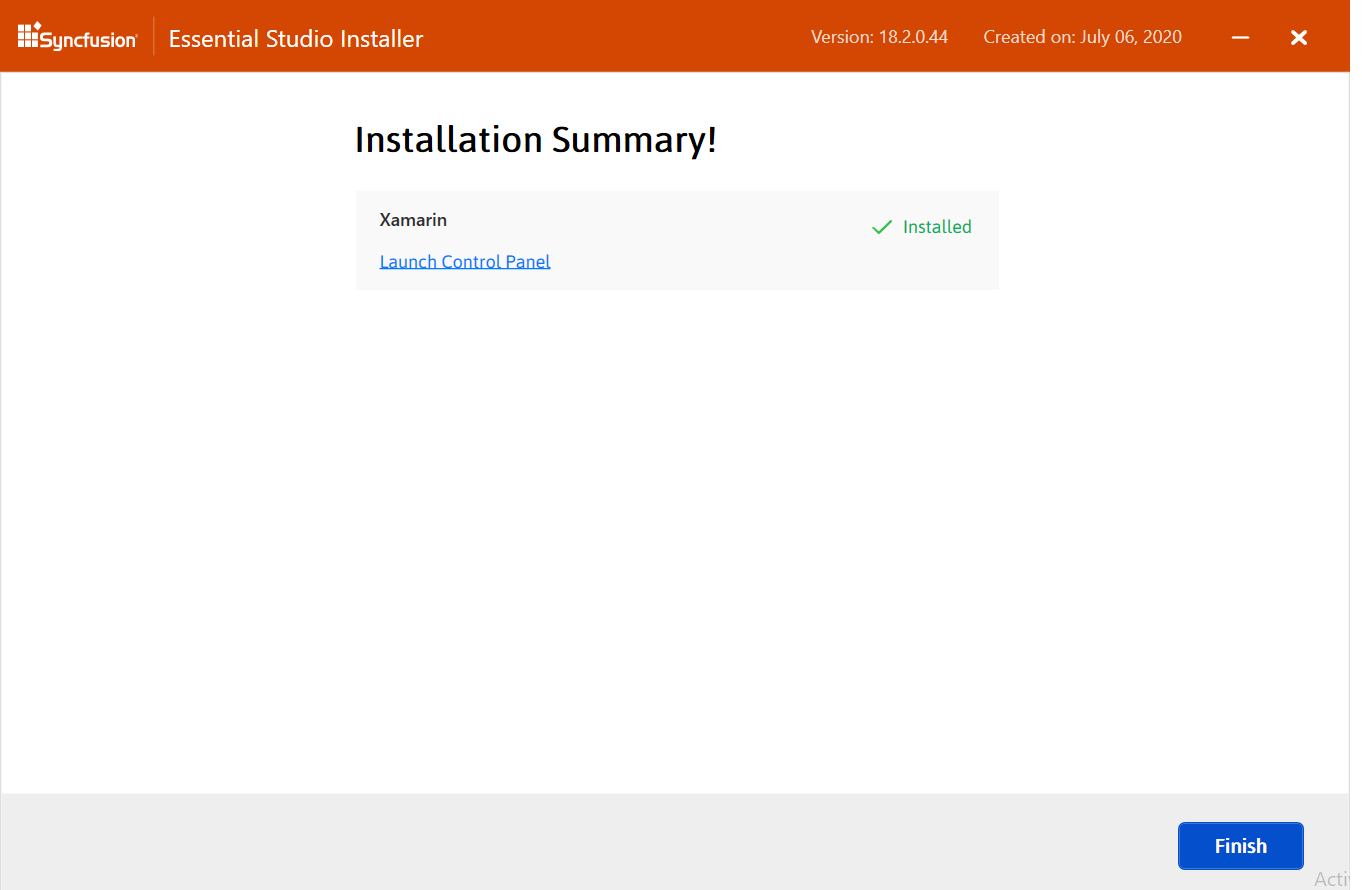 Syncfusion
Essential Studio Installer
Version: 18.2.0.44
Created on: July 06, 2020
Installation Summary!
Xamarin
Installed
Launch Control Panel
Finish
Acti